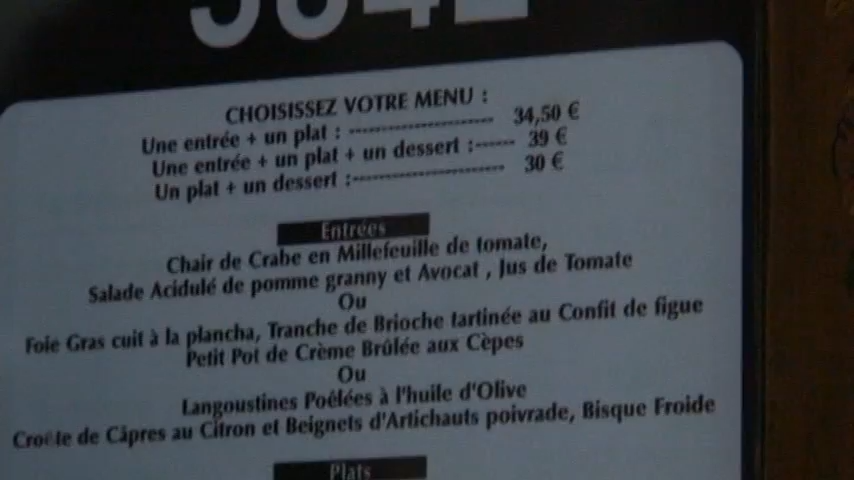 CHOISISSEZ VOTRE MENU :
Une entrée + un plat : ---------------------- 34,50 €
Une entrée + un plat + un dessert :------ 39 €
Un plat + un dessert :----------------------- 30 €
Entrées
Chair de Crabe en Millefeuille de tomate,
Salade Acidulé de pomme granny et Avocat , Jus de Tomate
Ou
Foie Gras cuit à la plancha, Tranche de Brioche tartinée au Confit de figue
Petit Pot de Crème Brûlée aux Cèpes
Ou
Langoustines Poêlées à l'huile d'Olive
Croûte de Câpres au Citron et Beignets d'Artichauts poivrade, Bisque Froide
Plats